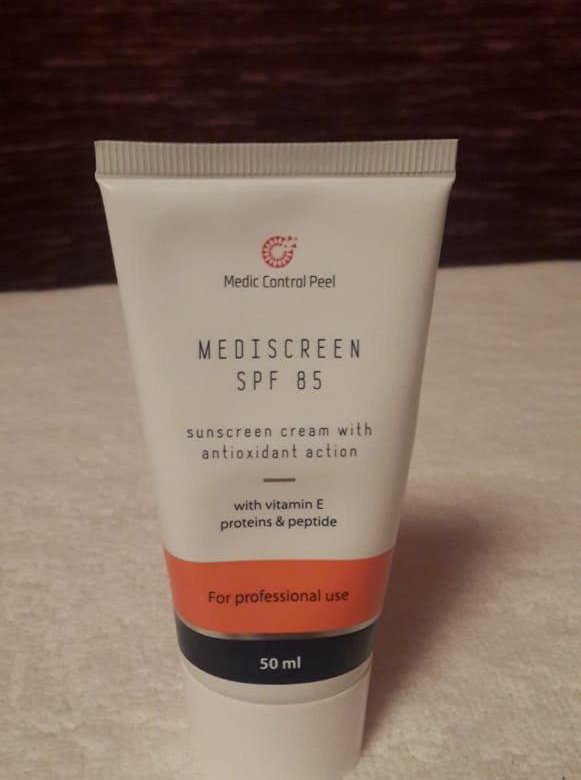 Medic Control Peel
MEDISCREEN
SPF 85
sunscreen cream with
antioxidant action
with vitamin E
proteins & peptide
For professional use
50 ml